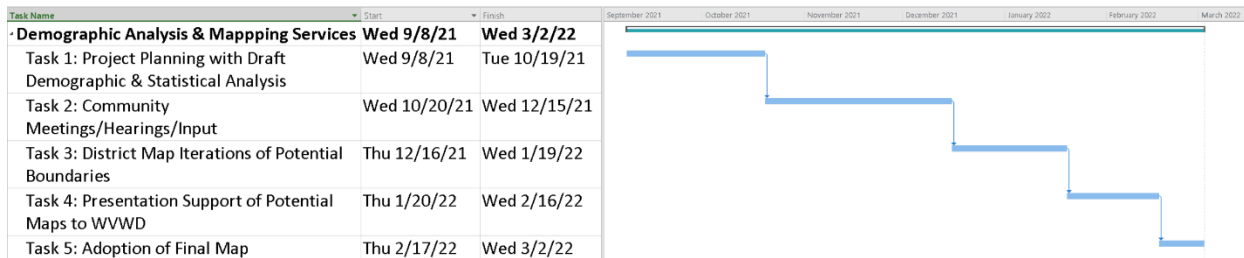 Task Name Start Finish September 2021 October 2021 November 2021 December 2021 January 2022 February 2022 March 2022
Demographic Analysis & Mappping Services Wed 9/8/21 Wed 3/2/22
Task 1: Project Planning with Draft Wed 9/8/21 Tue 10/19/21
Demographic & Statistical Analysis
Task 2: Community Wed 10/20/21 Wed 12/15/21
Meetings/Hearings/Input
Task 3: District Map Iterations of Potential Thu 12/16/21 Wed 1/19/22
Boundaries
Task 4: Presentation Support of Potential Thu 1/20/22 Wed 2/16/22
Maps to WVWD
Task 5: Adoption of Final Map Thu 2/17/22 Wed 3/2/22